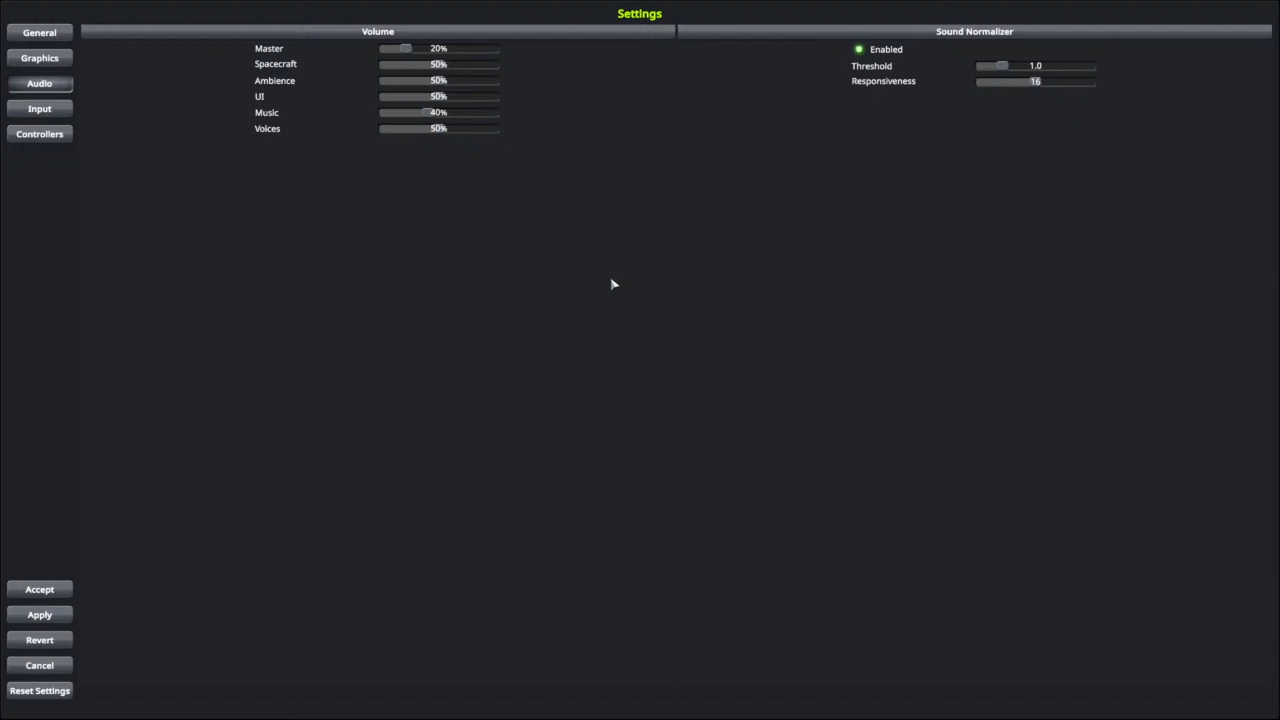 Settings
General
Graphics
Audio
Input
Controllers
Volume
Master 20%
Spacecraft 50%
Ambience 50%
UI 50%
Music 40%
Voices 50%
Sound Normalizer
Enabled
Threshold 1.0
Responsiveness 16
Accept
Apply
Revert
Cancel
Reset Settings